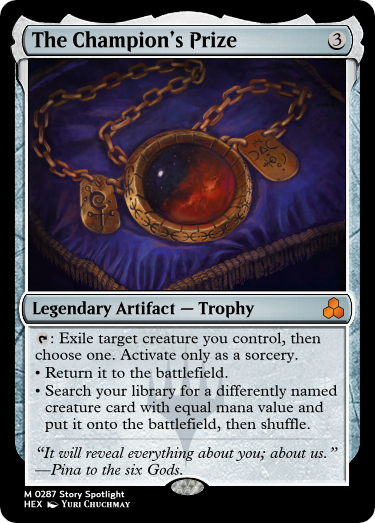 The Champion's Prize 3
Legendary Artifact — Trophy
: Exile target creature you control, then
choose one. Activate only as a sorcery.
• Return it to the battlefield.
• Search your library for a differently named
creature card with equal mana value and
put it onto the battlefield, then shuffle.
“It will reveal everything about you; about us.”
—Pina to the six Gods.
M 0287 Story Spotlight
HEX Yuri Chuchmay